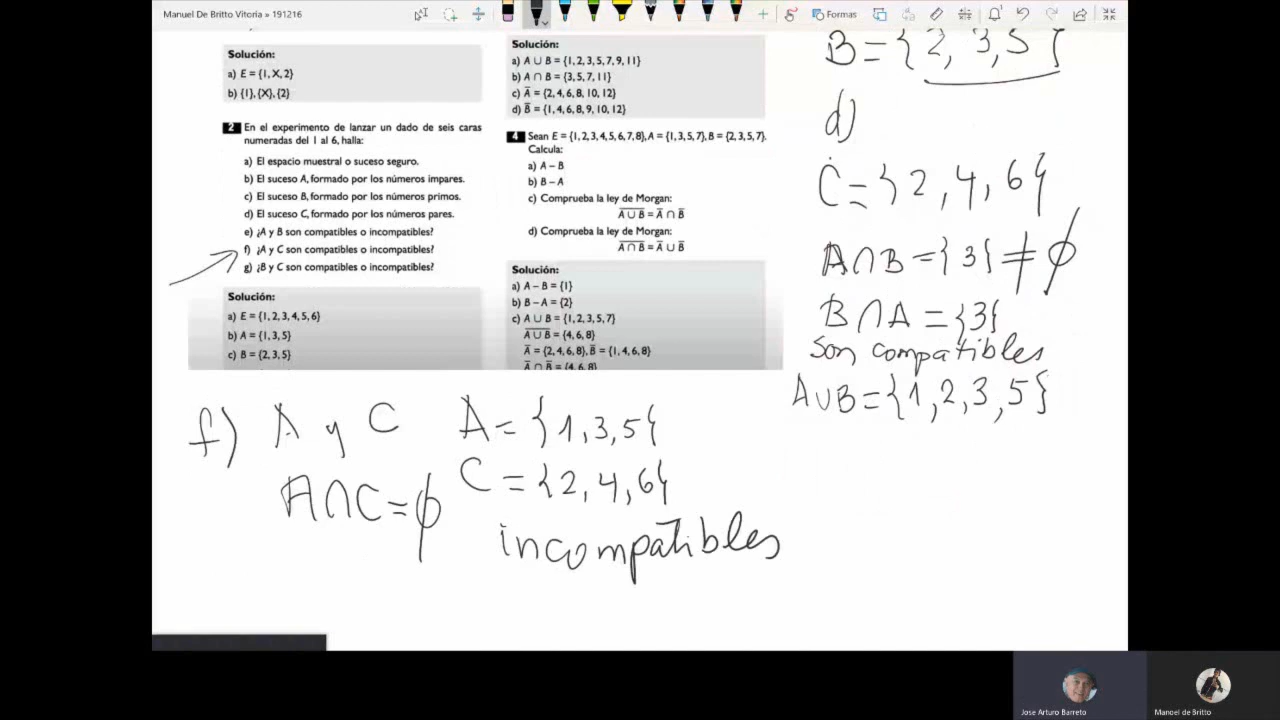 Manuel De Britto Vitoria » 191216
Formas
Solución:
a) E = {1, X, 2}
b) {1}, {X}, {2}
2 En el experimento de lanzar un dado de seis caras
numeradas del 1 al 6, halla:
a) El espacio muestral o suceso seguro.
b) El suceso A, formado por los números impares.
c) El suceso B, formado por los números primos.
d) El suceso C, formado por los números pares.
e) ¿A y B son compatibles o incompatibles?
f) ¿A y C son compatibles o incompatibles?
g) ¿B y C son compatibles o incompatibles?
Solución:
a) E = {1, 2, 3, 4, 5, 6}
b) A = {1, 3, 5}
c) B = {2, 3, 5}
Solución:
a) A ∪ B = {1, 2, 3, 5, 7, 9, 11}
b) A ∩ B = {3, 5, 7, 11}
c) A̅ = {2, 4, 6, 8, 10, 12}
d) B̅ = {1, 4, 6, 8, 9, 10, 12}
4 Sean E = {1, 2, 3, 4, 5, 6, 7, 8}, A = {1, 3, 5, 7}, B = {2, 3, 5, 7}.
Calcula:
a) A – B
b) B – A
c) Comprueba la ley de Morgan:
A̅ ̅∪̅ ̅B̅ = A̅ ∩ B̅
d) Comprueba la ley de Morgan:
A̅ ̅∩̅ ̅B̅ = A̅ ∪ B̅
Solución:
a) A – B = {1}
b) B – A = {2}
c) A ∪ B = {1, 2, 3, 5, 7}
A̅ ̅∪̅ ̅B̅ = {4, 6, 8}
A̅ = {2, 4, 6, 8}, B̅ = {1, 4, 6, 8}
A̅ ∩ B̅ = {4, 6, 8}
B = {2, 3, 5}
d)
C = {2, 4, 6}
A ∩ B = {3} ≠ ϕ
B ∩ A = {3}
son compatibles
A ∪ B = {1, 2, 3, 5}
f) A y C A = {1, 3, 5}
C = {2, 4, 6}
A ∩ C = ϕ
incompatibles
Jose Arturo Barreto
Manoel de Britto